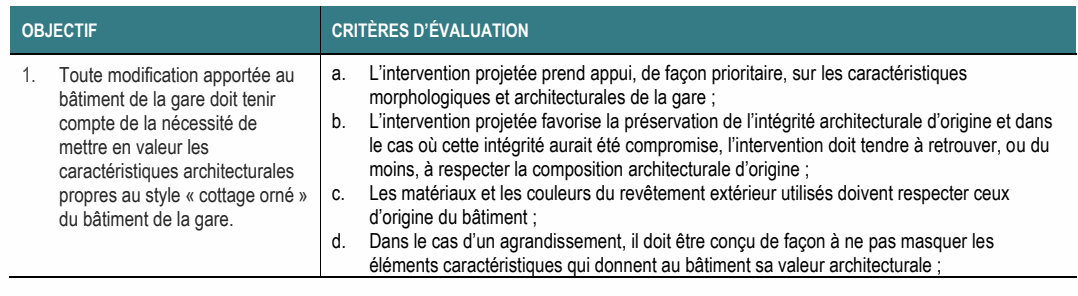 OBJECTIF
CRITÈRES D’ÉVALUATION
1. Toute modification apportée au
bâtiment de la gare doit tenir
compte de la nécessité de
mettre en valeur les
caractéristiques architecturales
propres au style « cottage orné »
du bâtiment de la gare.
a. L’intervention projetée prend appui, de façon prioritaire, sur les caractéristiques
morphologiques et architecturales de la gare ;
b. L’intervention projetée favorise la préservation de l’intégrité architecturale d’origine et dans
le cas où cette intégrité aurait été compromise, l’intervention doit tendre à retrouver, ou du
moins, à respecter la composition architecturale d’origine ;
c. Les matériaux et les couleurs du revêtement extérieur utilisés doivent respecter ceux
d’origine du bâtiment ;
d. Dans le cas d’un agrandissement, il doit être conçu de façon à ne pas masquer les
éléments caractéristiques qui donnent au bâtiment sa valeur architecturale ;